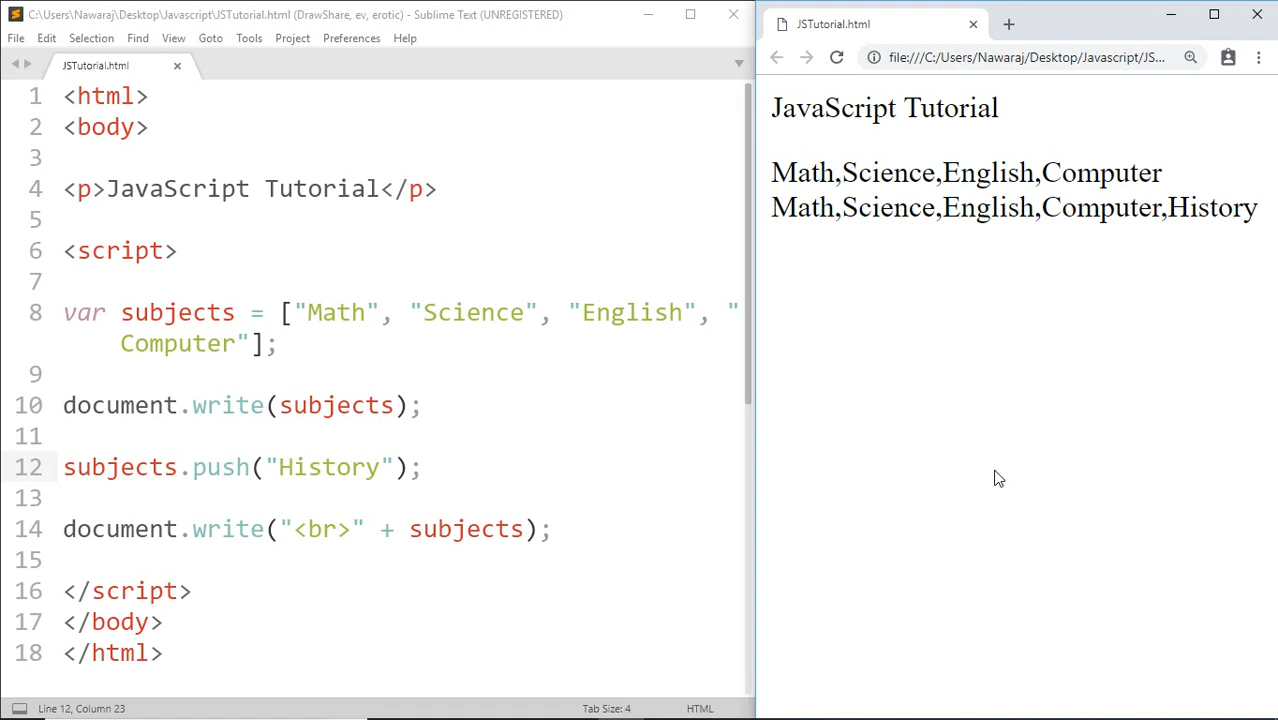 C:\Users\Nawaraj\Desktop\Javascript\JSTutorial.html (DrawShare, ev, erotic) - Sublime Text (UNREGISTERED)
File Edit Selection Find View Goto Tools Project Preferences Help
JSTutorial.html
1 <html>
2 <body>
3
4 <p>JavaScript Tutorial</p>
5
6 <script>
7
8 var subjects = ["Math", "Science", "English", "
Computer"];
9
10 document.write(subjects);
11
12 subjects.push("History");
13
14 document.write("<br>" + subjects);
15
16 </script>
17 </body>
18 </html>
Line 12, Column 23 Tab Size: 4 HTML
JSTutorial.html
file:///C:/Users/Nawaraj/Desktop/Javascript/JS...
JavaScript Tutorial
Math,Science,English,Computer
Math,Science,English,Computer,History